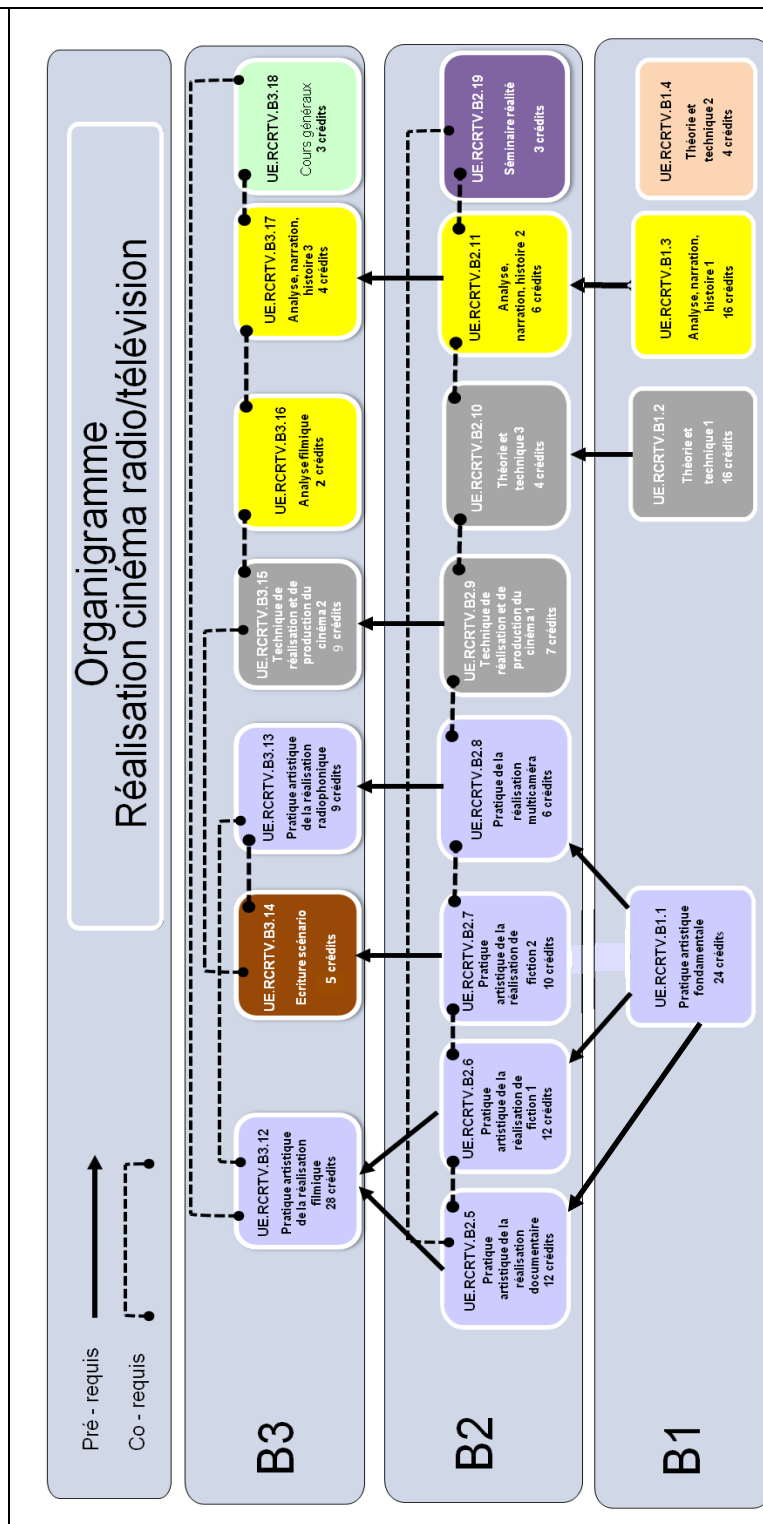 Organigramme
Réalisation cinéma radio/télévision
Pré - requis
Co - requis
B3
UE.RCRTV.B3.12
Pratique artistique
de la réalisation
filmique
28 crédits
UE.RCRTV.B3.14
Ecriture scénario
5 crédits
UE.RCRTV.B3.13
Pratique artistique
de la réalisation
radiophonique
9 crédits
UE.RCRTV.B3.15
Technique de
réalisation et de
production du
cinéma 2
9 crédits
UE.RCRTV.B3.16
Analyse filmique
2 crédits
UE.RCRTV.B3.17
Analyse, narration,
histoire 3
4 crédits
UE.RCRTV.B3.18
Cours généraux
3 crédits
B2
UE.RCRTV.B2.5
Pratique
artistique de la
réalisation
documentaire
12 crédits
UE.RCRTV.B2.6
Pratique
artistique de la
réalisation de
fiction 1
12 crédits
UE.RCRTV.B2.7
Pratique
artistique de la
réalisation de
fiction 2
10 crédits
UE.RCRTV.B2.8
Pratique de la
réalisation
multicaméra
6 crédits
UE.RCRTV.B2.9
Technique de
réalisation et de
production du
cinéma 1
7 crédits
UE.RCRTV.B2.10
Théorie et
technique 3
4 crédits
UE.RCRTV.B2.11
Analyse,
narration, histoire 2
6 crédits
UE.RCRTV.B2.19
Séminaire réalité
3 crédits
B1
UE.RCRTV.B1.1
Pratique artistique
fondamentale
24 crédits
UE.RCRTV.B1.2
Théorie et
technique 1
16 crédits
UE.RCRTV.B1.3
Analyse, narration,
histoire 1
16 crédits
UE.RCRTV.B1.4
Théorie et
technique 2
4 crédits